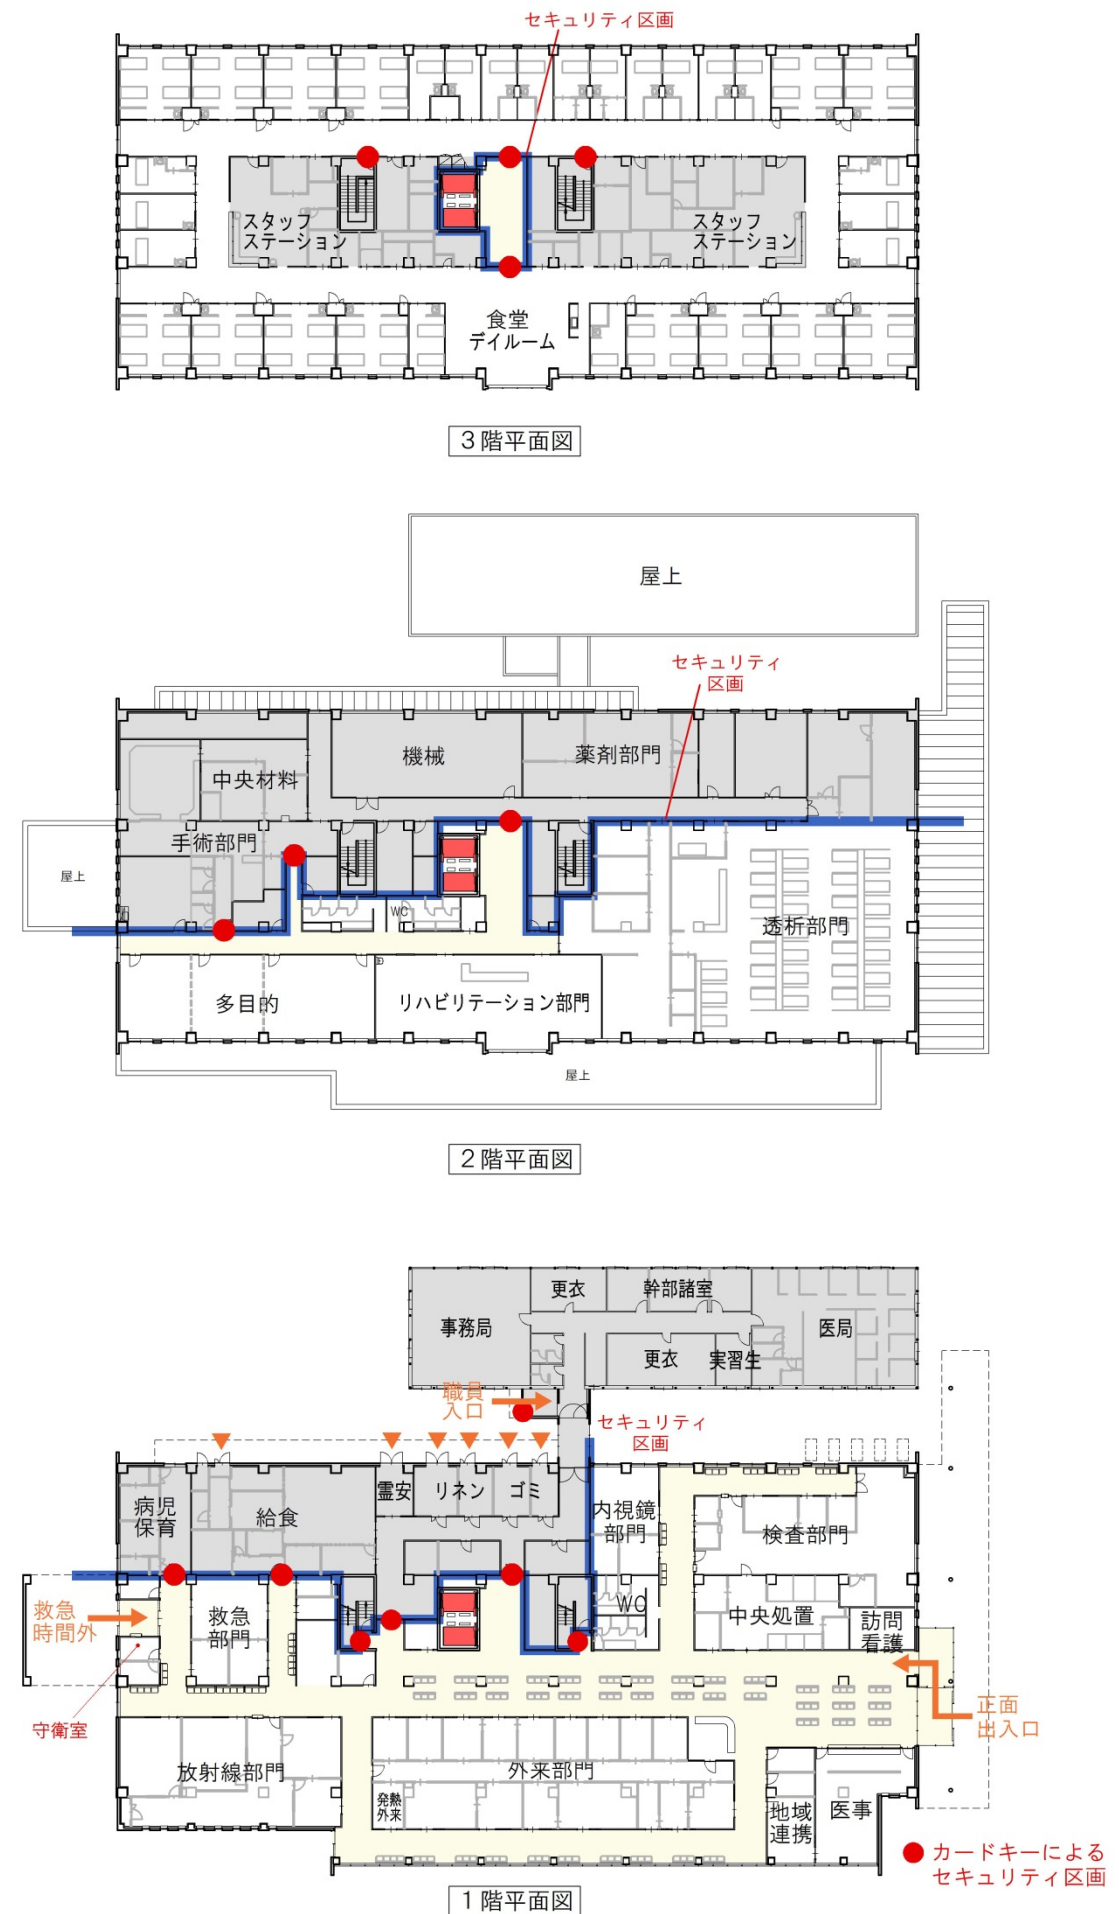 セキュリティ区画
スタッフ
ステーション
スタッフ
ステーション
食堂
デイルーム
3階平面図
屋上
セキュリティ
区画
機械
薬剤部門
中央材料
手術部門
屋上
WC
透析部門
多目的
リハビリテーション部門
屋上
2階平面図
更衣
幹部諸室
事務局
医局
更衣
実習生
職員
入口
セキュリティ
区画
病児
保育
給食
霊安
リネン
ゴミ
内視鏡
部門
検査部門
救急
時間外
救急
部門
WC
中央処置
訪問
看護
守衛室
正面
出入口
放射線部門
外来部門
発熱
外来
地域
連携
医事
カードキーによる
セキュリティ区画
1階平面図